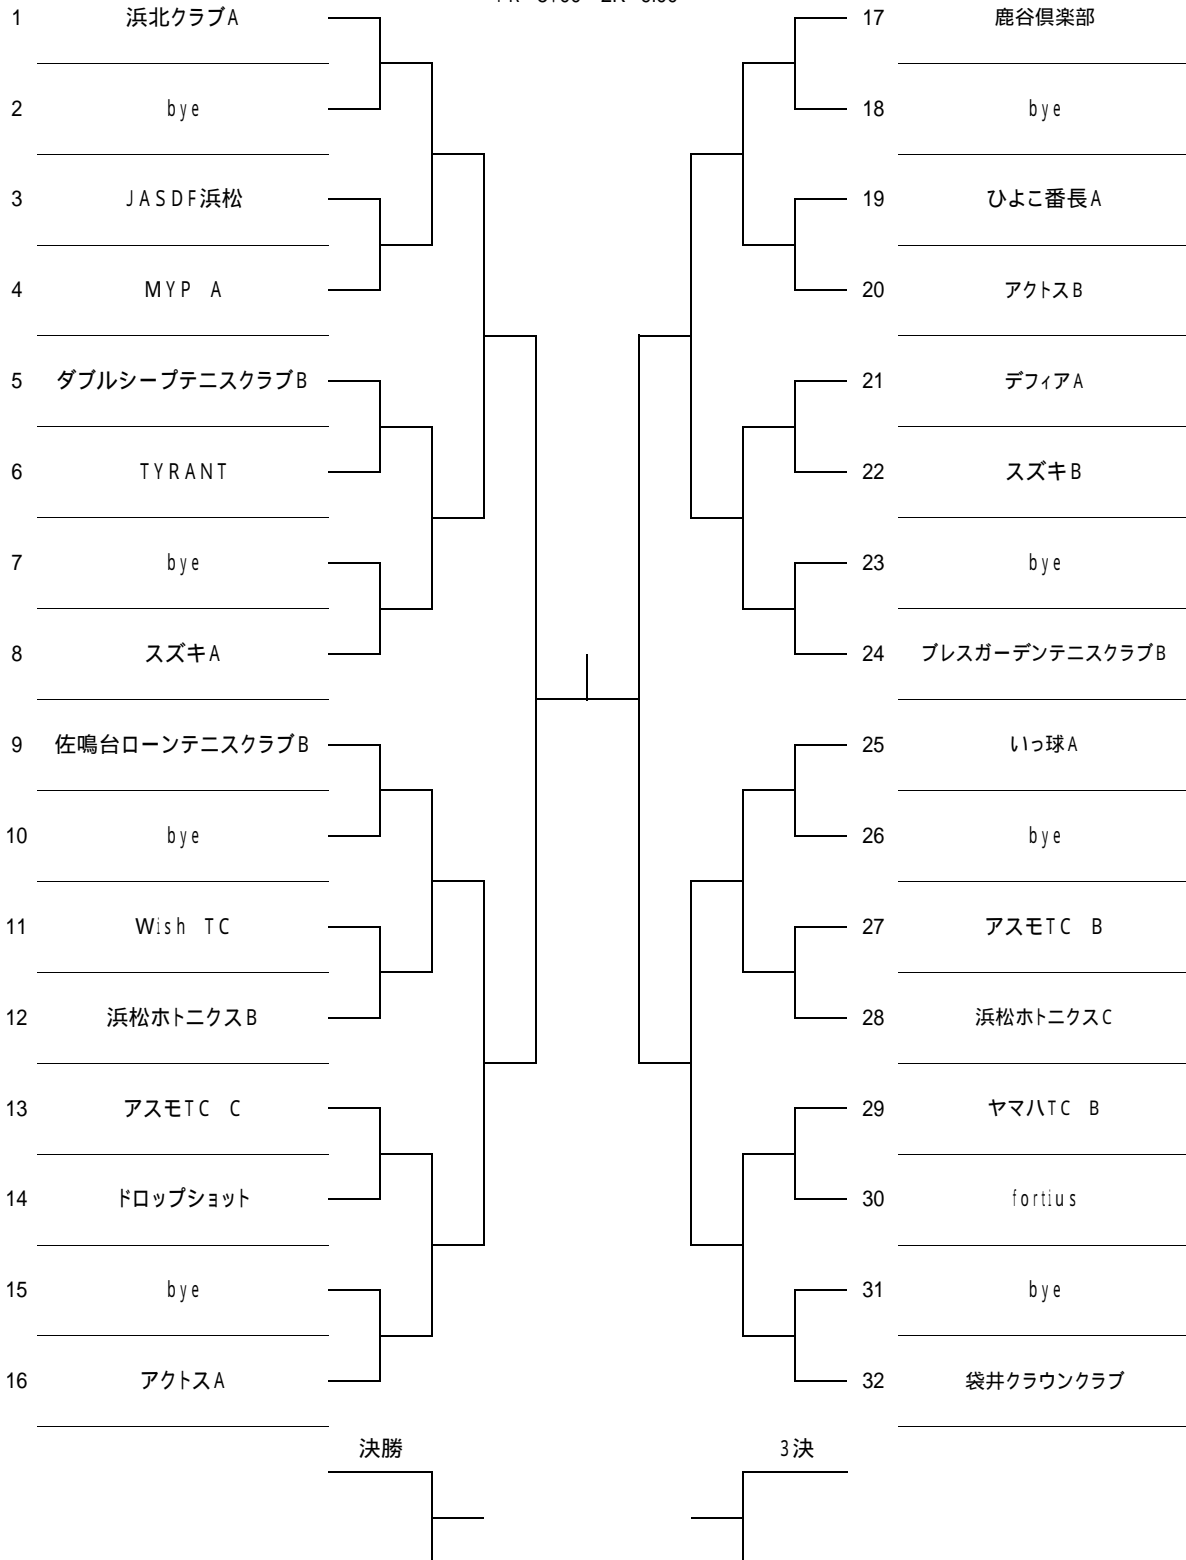 1 浜北クラブA
2 bye
3 JASDF浜松
4 MYP A
5 ダブルシープテニスクラブB
6 TYRANT
7 bye
8 スズキA
9 佐鳴台ローンテニスクラブB
10 bye
11 Wish TC
12 浜松ホトニクスB
13 アスモTC C
14 ドロップショット
15 bye
16 アクトスA
17 鹿谷倶楽部
18 bye
19 ひよこ番長A
20 アクトスB
21 デフィアA
22 スズキB
23 bye
24 ブレスガーデンテニスクラブB
25 いっ球A
26 bye
27 アスモTC B
28 浜松ホトニクスC
29 ヤマハTC B
30 fortius
31 bye
32 袋井クラウンクラブ
決勝
3決